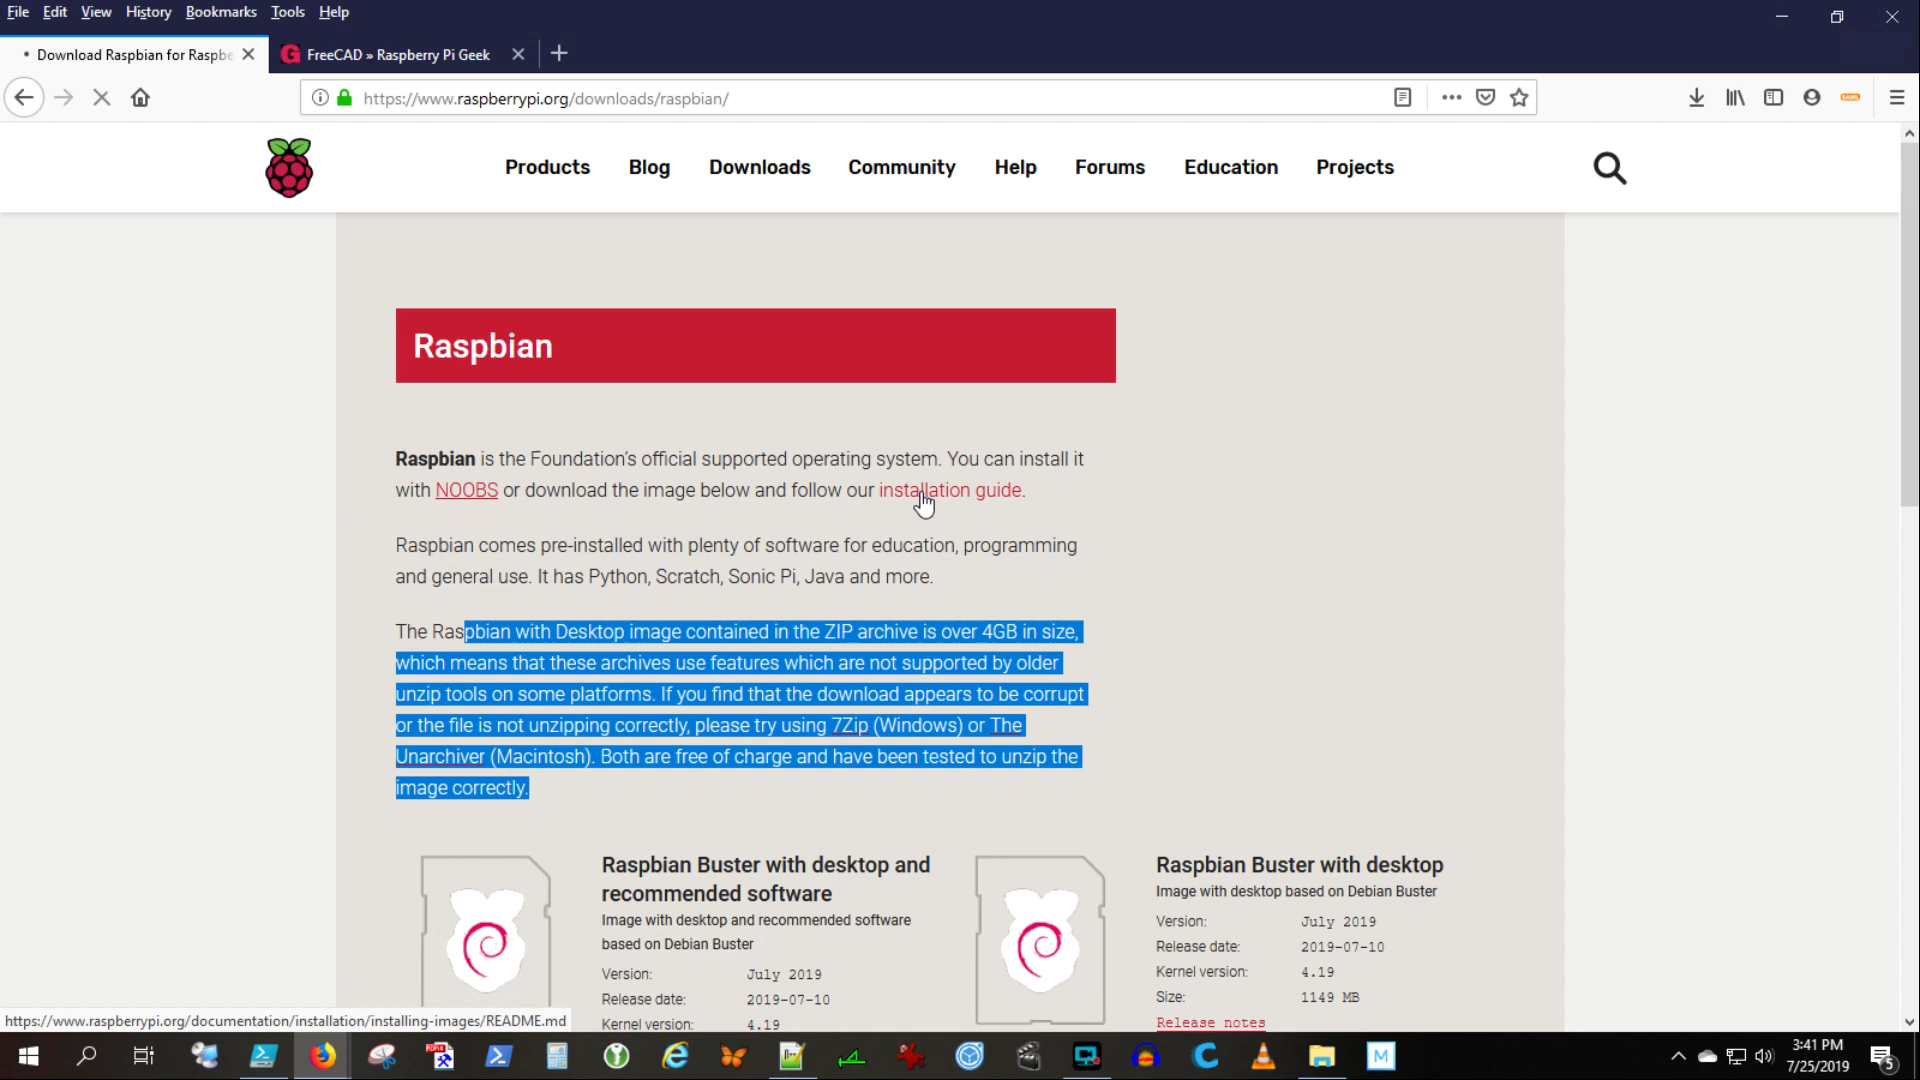 File Edit View History Bookmarks Tools Help
Download Raspbian for Raspbe
FreeCAD » Raspberry Pi Geek
https://www.raspberrypi.org/downloads/raspbian/
Products Blog Downloads Community Help Forums Education Projects
Raspbian
Raspbian is the Foundation's official supported operating system. You can install it
with NOOBS or download the image below and follow our installation guide.
Raspbian comes pre-installed with plenty of software for education, programming
and general use. It has Python, Scratch, Sonic Pi, Java and more.
The Raspbian with Desktop image contained in the ZIP archive is over 4GB in size,
which means that these archives use features which are not supported by older
unzip tools on some platforms. If you find that the download appears to be corrupt
or the file is not unzipping correctly, please try using 7Zip (Windows) or The
Unarchiver (Macintosh). Both are free of charge and have been tested to unzip the
image correctly.
Raspbian Buster with desktop and
recommended software
Image with desktop and recommended software
based on Debian Buster
Version: July 2019
Release date: 2019-07-10
Kernel version: 4.19
Raspbian Buster with desktop
Image with desktop based on Debian Buster
Version: July 2019
Release date: 2019-07-10
Kernel version: 4.19
Size: 1149 MB
Release notes
https://www.raspberrypi.org/documentation/installation/installing-images/README.md
3:41 PM
7/25/2019
5